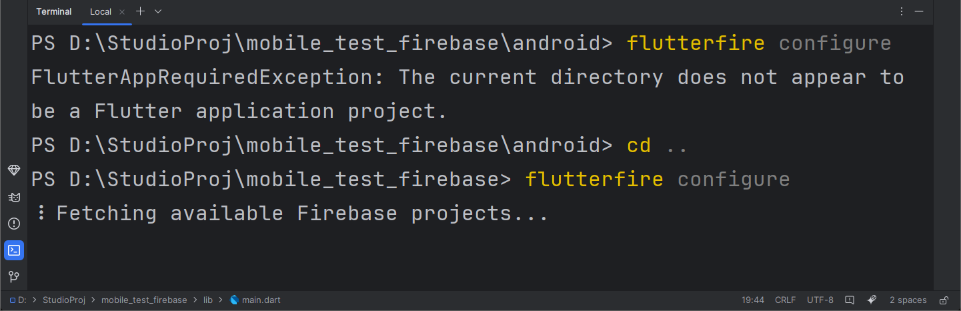 Terminal Local
PS D:\StudioProj\mobile_test_firebase\android> flutterfire configure
FlutterAppRequiredException: The current directory does not appear to
be a Flutter application project.
PS D:\StudioProj\mobile_test_firebase\android> cd ..
PS D:\StudioProj\mobile_test_firebase> flutterfire configure
⠇Fetching available Firebase projects...
D: > StudioProj > mobile_test_firebase > lib > main.dart 19:44 CRLF UTF-8 2 spaces